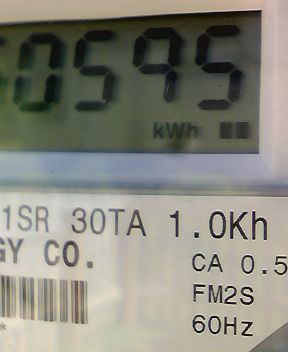 0595
kWh
1SR 30TA 1.0Kh
GY CO.
CA 0.5
FM2S
60Hz